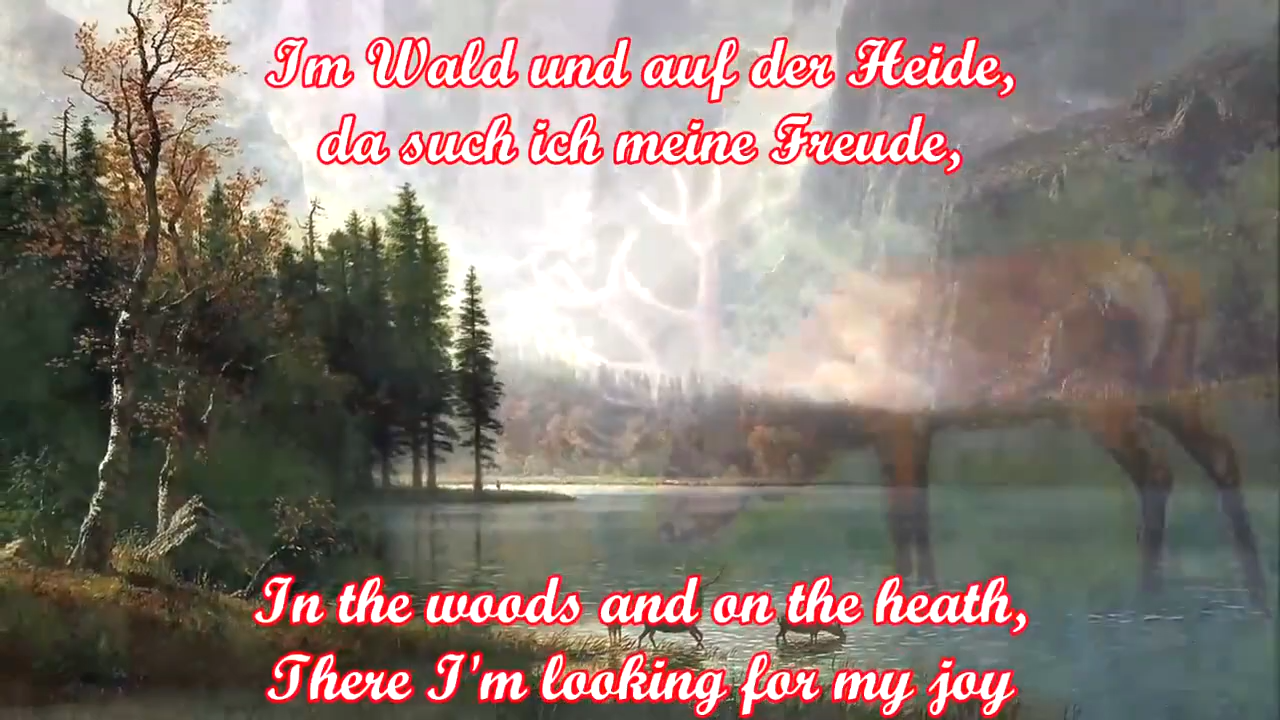 Im Wald und auf der Heide,
da such ich meine Freude,
In the woods and on the heath,
There I'm looking for my joy